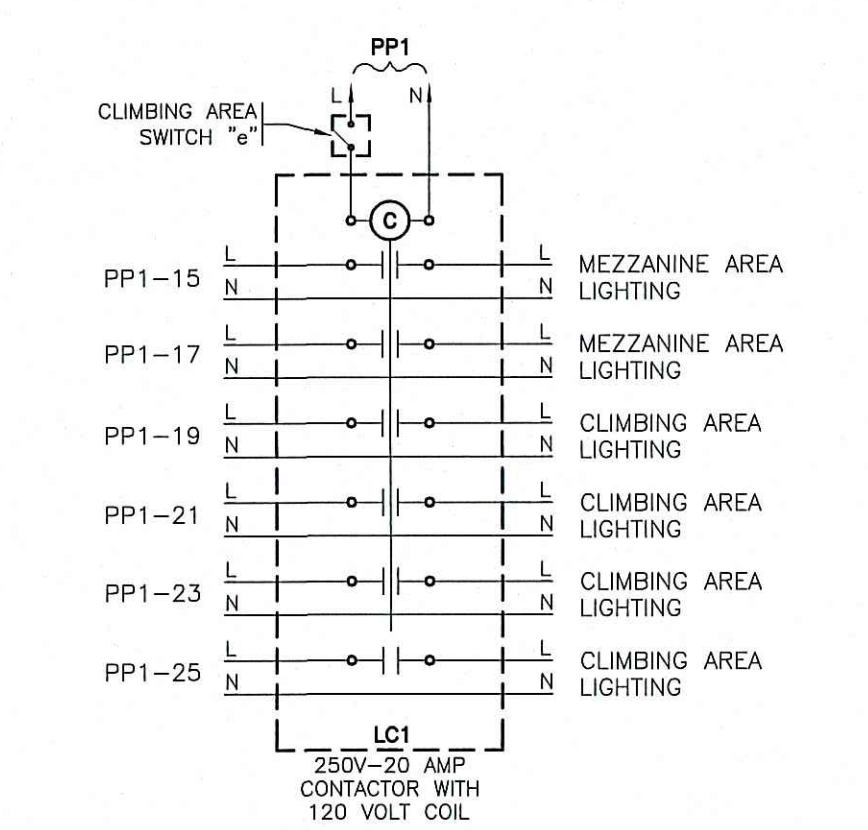 PP1
L N
CLIMBING AREA
SWITCH "e"
C
PP1-15 L L MEZZANINE AREA
N N LIGHTING
PP1-17 L L MEZZANINE AREA
N N LIGHTING
PP1-19 L L CLIMBING AREA
N N LIGHTING
PP1-21 L L CLIMBING AREA
N N LIGHTING
PP1-23 L L CLIMBING AREA
N N LIGHTING
PP1-25 L L CLIMBING AREA
N N LIGHTING
LC1
250V-20 AMP
CONTACTOR WITH
120 VOLT COIL